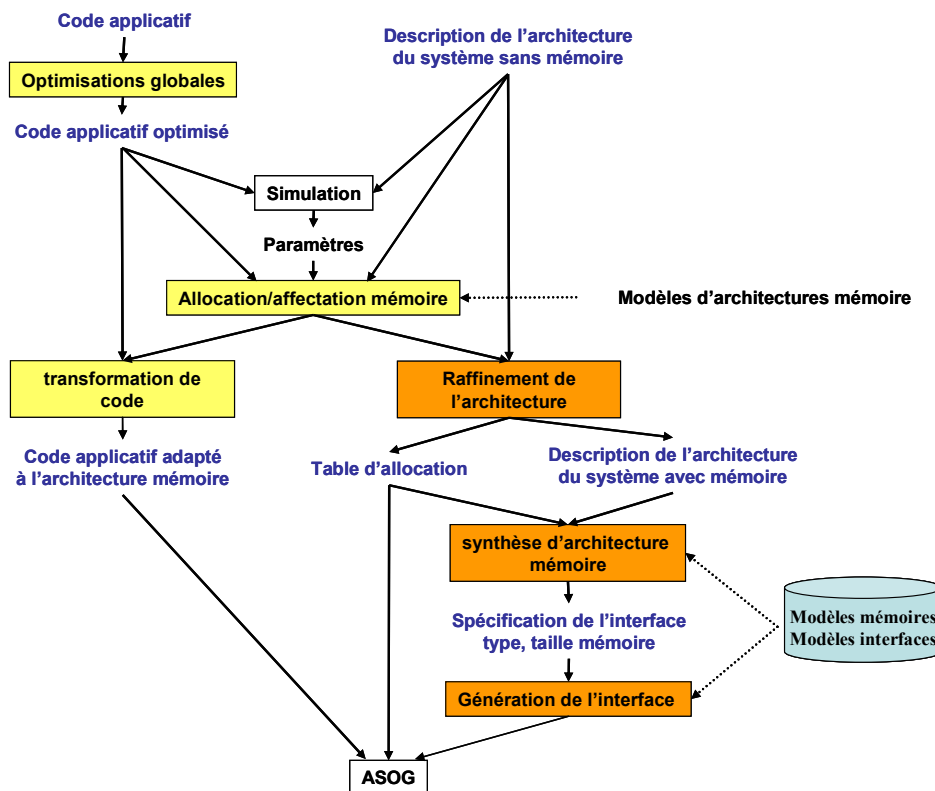 Code applicatif
Description de l'architecture
du système sans mémoire
Optimisations globales
Code applicatif optimisé
Simulation
Paramètres
Allocation/affectation mémoire
Modèles d'architectures mémoire
transformation de
code
Raffinement de
l'architecture
Code applicatif adapté
à l'architecture mémoire
Table d'allocation
Description de l'architecture
du système avec mémoire
synthèse d'architecture
mémoire
Modèles mémoires
Modèles interfaces
Spécification de l'interface
type, taille mémoire
Génération de l'interface
ASOG